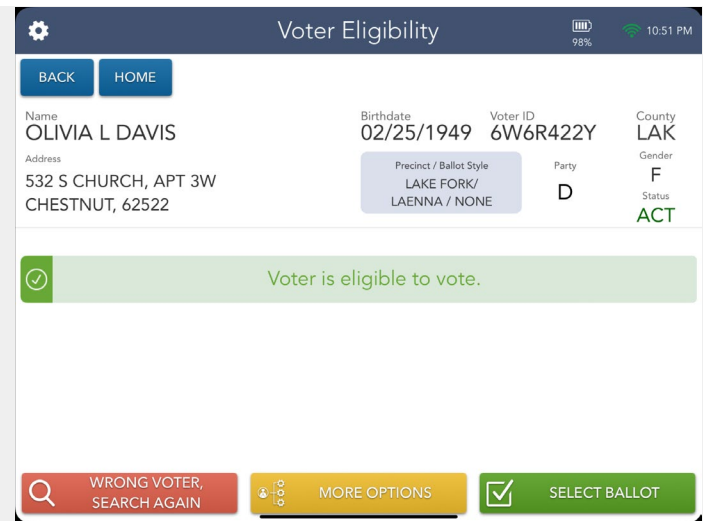 Voter Eligibility
98%
10:51 PM
BACK
HOME
Name
OLIVIA L DAVIS
Birthdate
02/25/1949
Voter ID
6W6R422Y
County
LAK
Address
532 S CHURCH, APT 3W
CHESTNUT, 62522
Precinct / Ballot Style
LAKE FORK/
LAENNA / NONE
Party
D
Gender
F
Status
ACT
Voter is eligible to vote.
WRONG VOTER,
SEARCH AGAIN
MORE OPTIONS
SELECT BALLOT